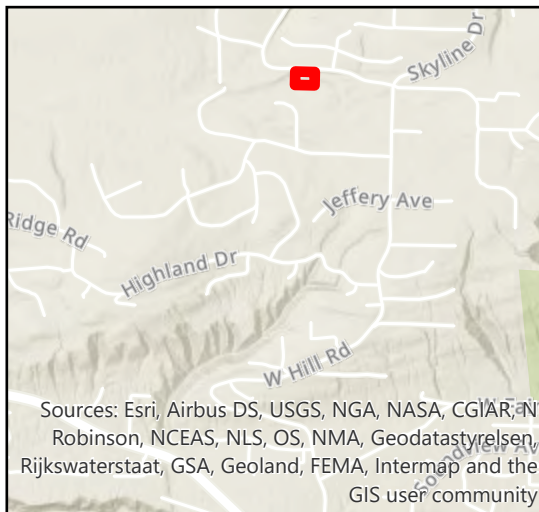 Skyline Dr
Jeffery Ave
Ridge Rd
Highland Dr
W Hill Rd
Sources: Esri, Airbus DS, USGS, NGA, NASA, CGIAR, N
Robinson, NCEAS, NLS, OS, NMA, Geodatastyrelsen,
Rijkswaterstaat, GSA, Geoland, FEMA, Intermap and the
GIS user community